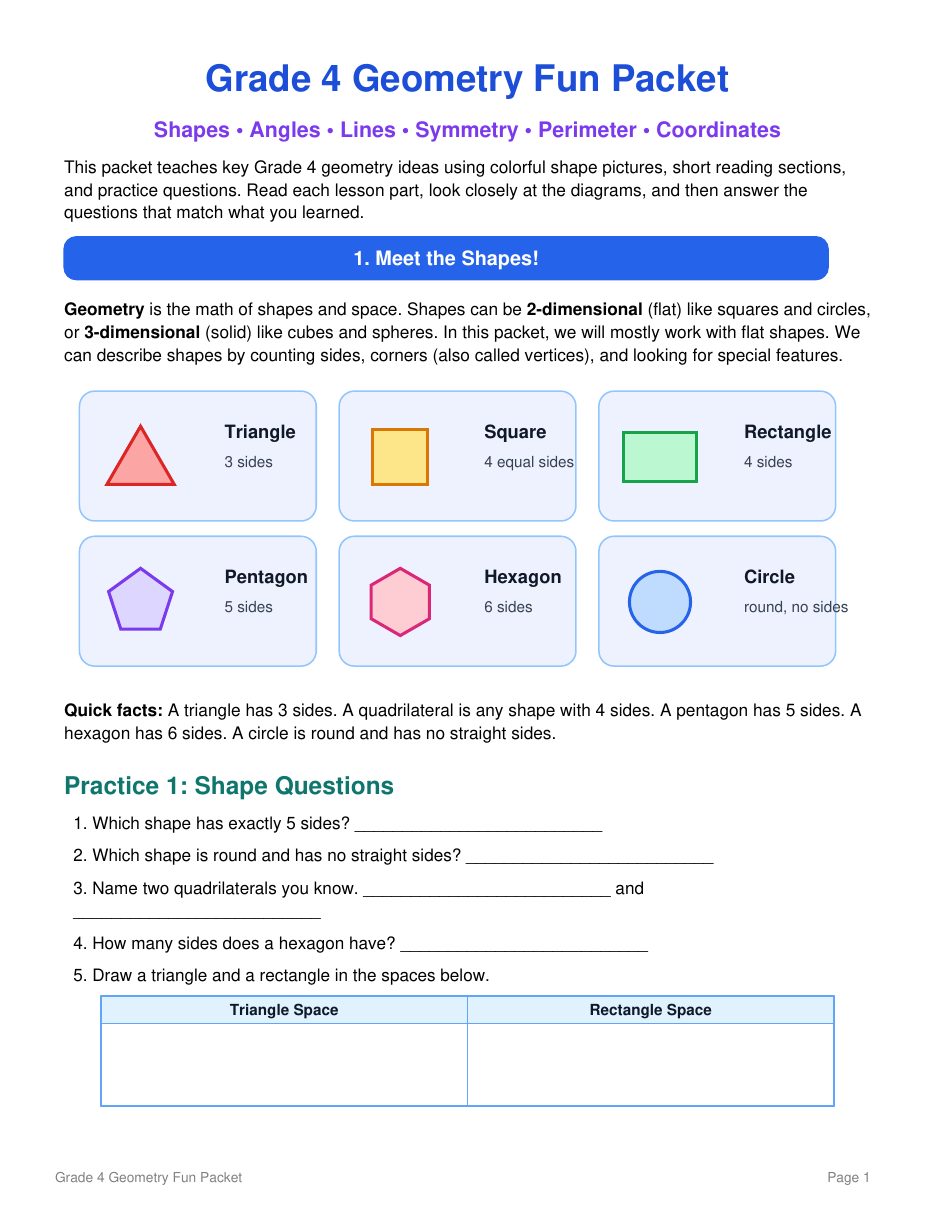 Grade 4 Geometry Fun Packet
Shapes • Angles • Lines • Symmetry • Perimeter • Coordinates
This packet teaches key Grade 4 geometry ideas using colorful shape pictures, short reading sections,
and practice questions. Read each lesson part, look closely at the diagrams, and then answer the
questions that match what you learned.
1. Meet the Shapes!
Geometry is the math of shapes and space. Shapes can be 2-dimensional (flat) like squares and circles,
or 3-dimensional (solid) like cubes and spheres. In this packet, we will mostly work with flat shapes. We
can describe shapes by counting sides, corners (also called vertices), and looking for special features.
Triangle
3 sides
Square
4 equal sides
Rectangle
4 sides
Pentagon
5 sides
Hexagon
6 sides
Circle
round, no sides
Quick facts: A triangle has 3 sides. A quadrilateral is any shape with 4 sides. A pentagon has 5 sides. A
hexagon has 6 sides. A circle is round and has no straight sides.
Practice 1: Shape Questions
1. Which shape has exactly 5 sides? __________________________
2. Which shape is round and has no straight sides? __________________________
3. Name two quadrilaterals you know. __________________________ and
__________________________
4. How many sides does a hexagon have? __________________________
5. Draw a triangle and a rectangle in the spaces below.
Triangle Space
Rectangle Space
Grade 4 Geometry Fun Packet
Page 1